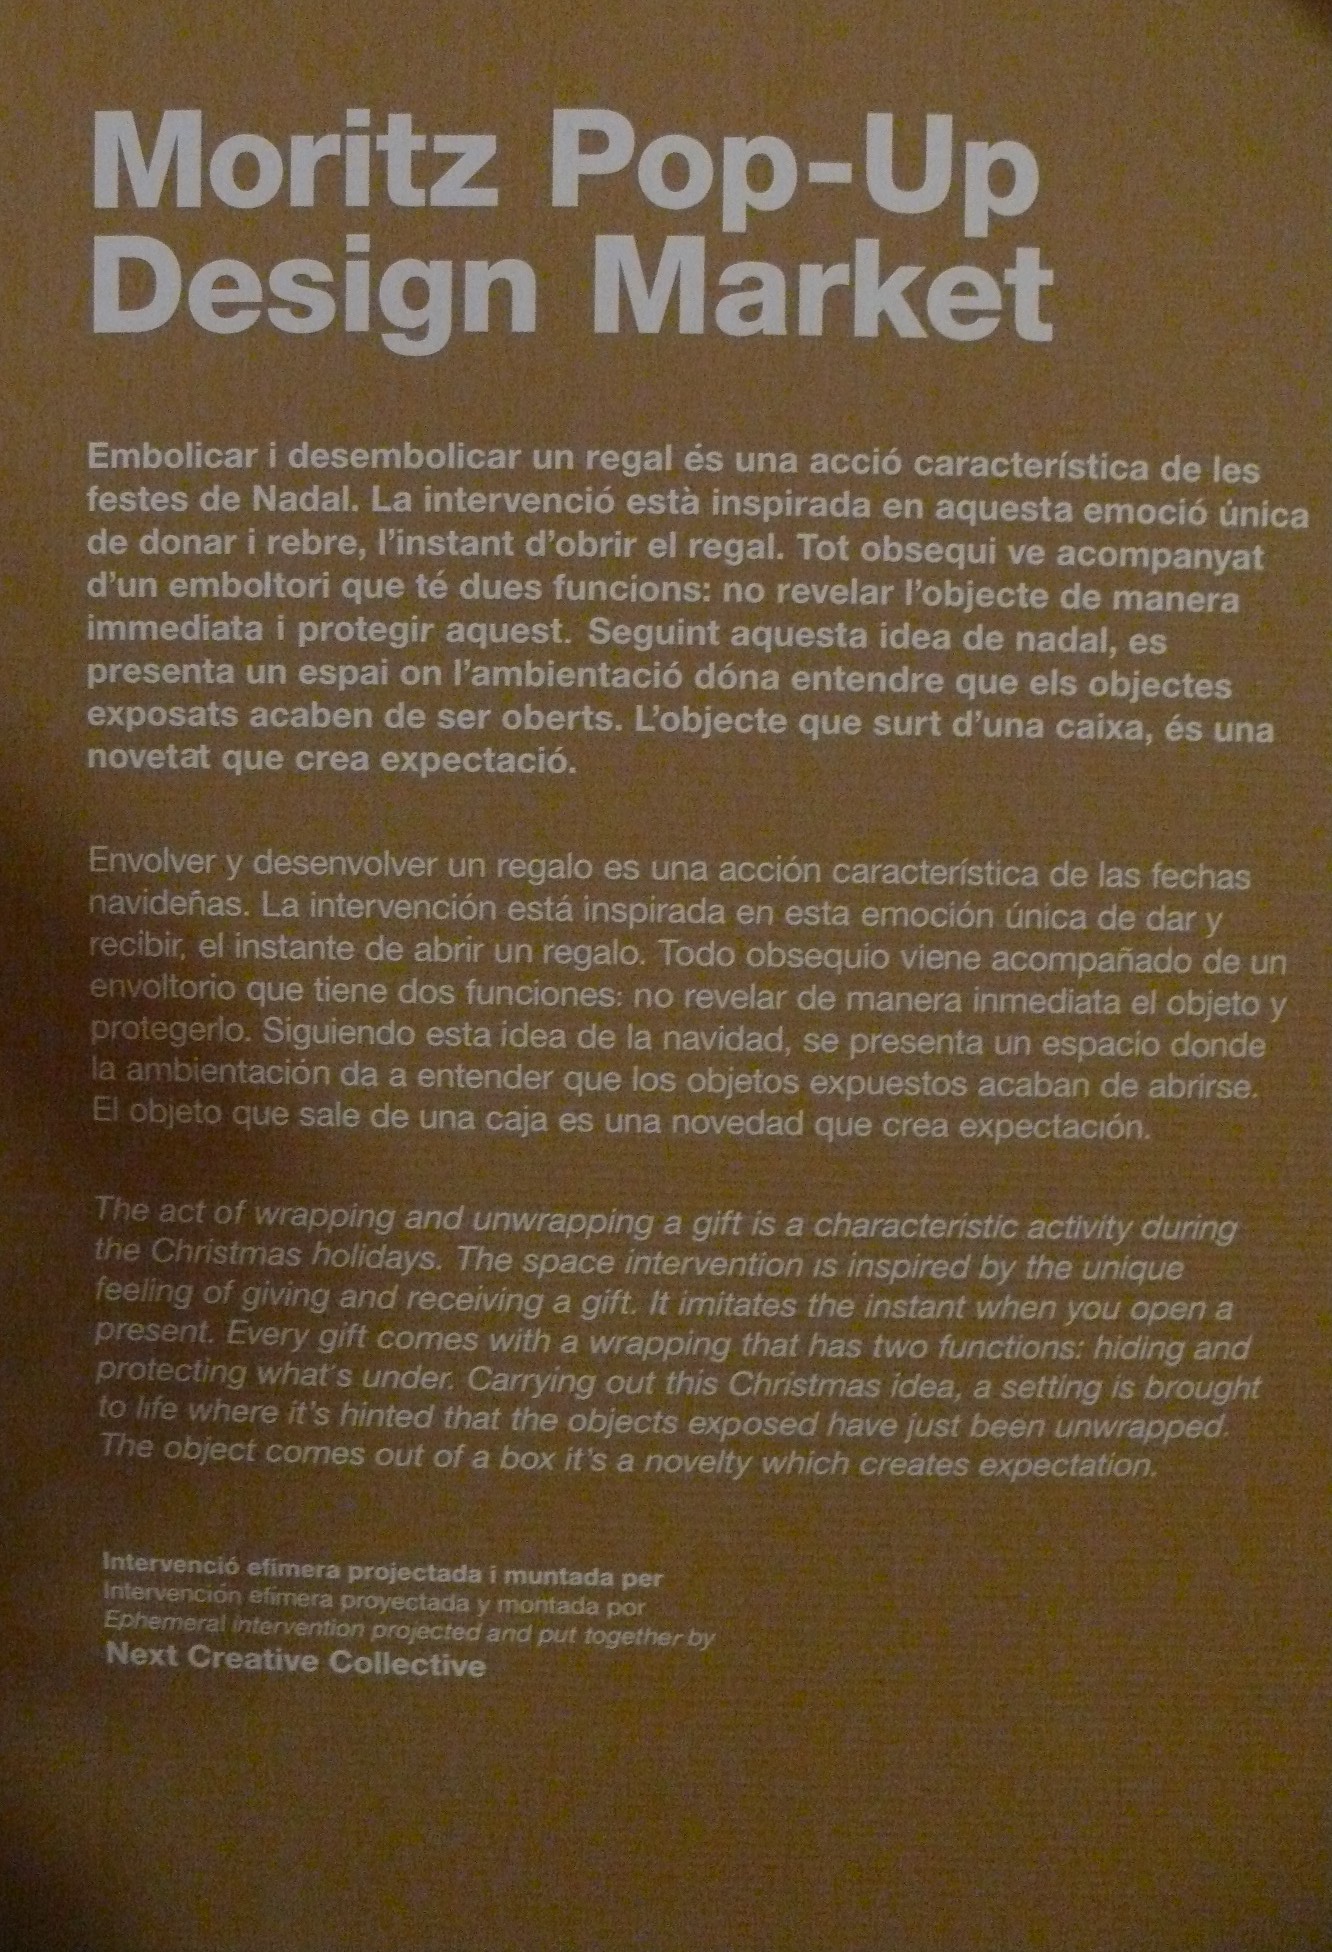 Moritz Pop-Up
Design Market
Embolicar i desembolicar un regal és una acció característica de les
festes de Nadal. La intervenció està inspirada en aquesta emoció única
de donar i rebre, l’instant d’obrir el regal. Tot obsequi ve acompanyat
d’un emboltori que té dues funcions: no revelar l’objecte de manera
immediata i protegir aquest. Seguint aquesta idea de nadal, es
presenta un espai on l’ambientació dóna entendre que els objectes
exposats acaben de ser oberts. L’objecte que surt d’una caixa, és una
novetat que crea expectació.
Envolver y desenvolver un regalo es una acción característica de las fechas
navideñas. La intervención está inspirada en esta emoción única de dar y
recibir, el instante de abrir un regalo. Todo obsequio viene acompañado de un
envoltorio que tiene dos funciones: no revelar de manera inmediata el objeto y
protegerlo. Siguiendo esta idea de la navidad, se presenta un espacio donde
la ambientación da a entender que los objetos expuestos acaban de abrirse.
El objeto que sale de una caja es una novedad que crea expectación.
The act of wrapping and unwrapping a gift is a characteristic activity during
the Christmas holidays. The space intervention is inspired by the unique
feeling of giving and receiving a gift. It imitates the instant when you open a
present. Every gift comes with a wrapping that has two functions: hiding and
protecting what´s under. Carrying out this Christmas idea, a setting is brought
to life where it’s hinted that the objects exposed have just been unwrapped.
The object comes out of a box it’s a novelty which creates expectation.
Intervenció efímera projectada i muntada per
Intervención efímera proyectada y montada por
Ephemeral intervention projected and put together by
Next Creative Collective